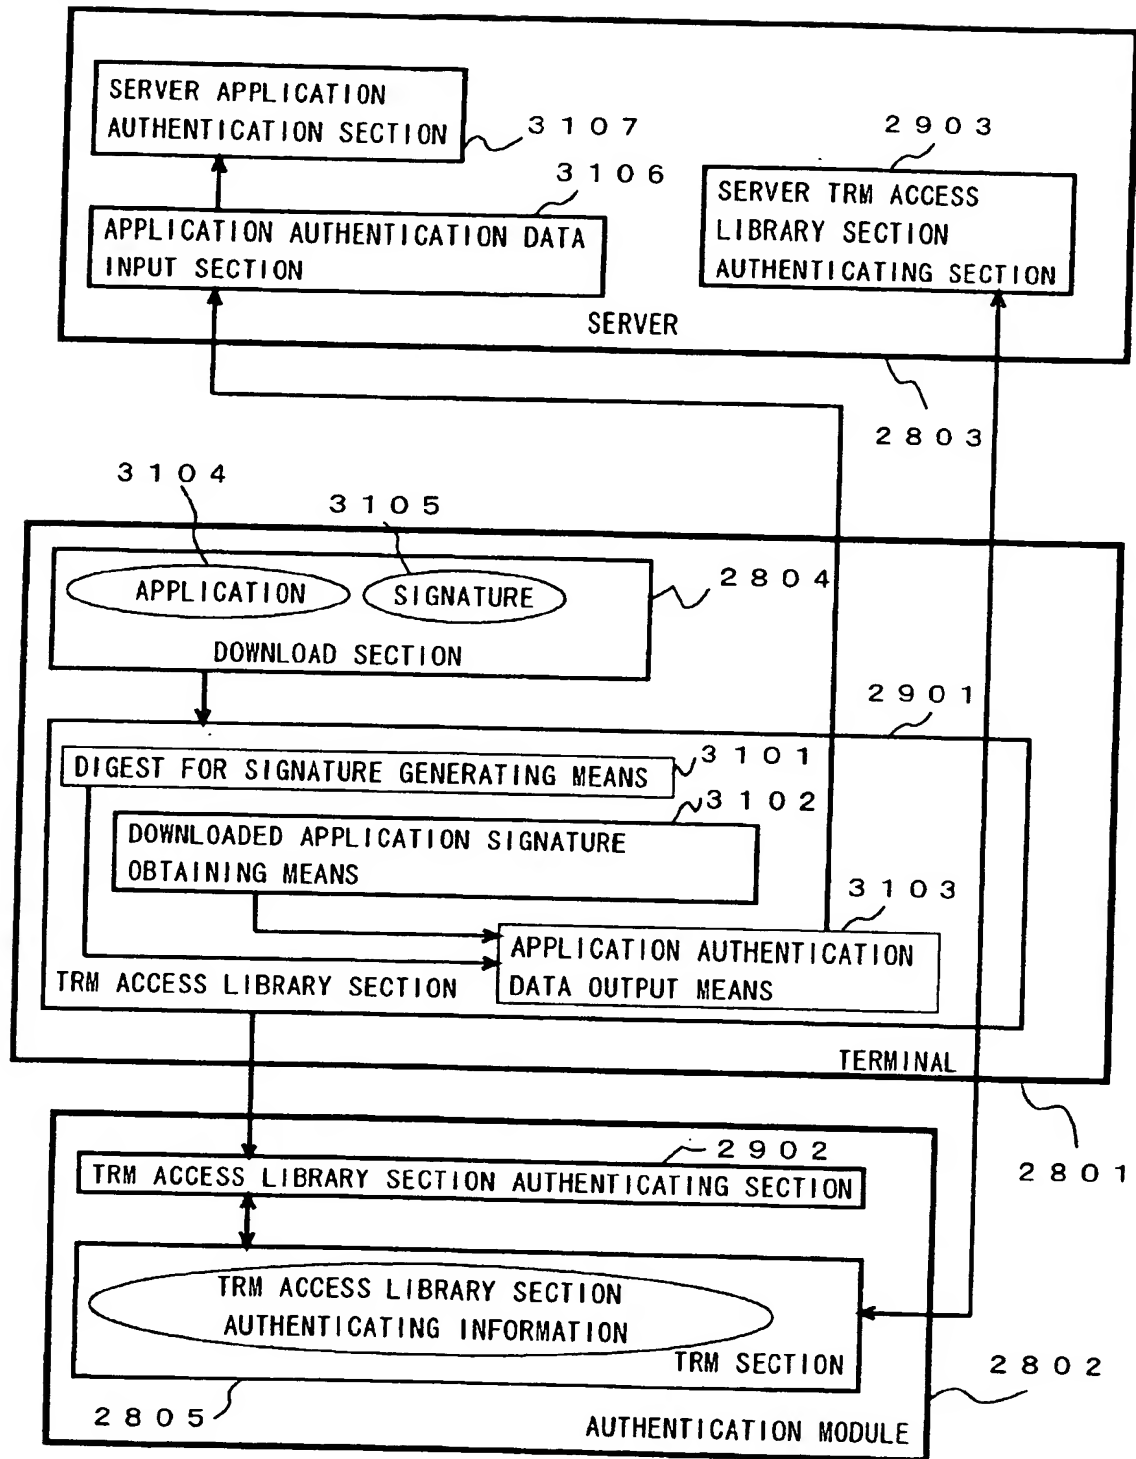 SERVER APPLICATION
AUTHENTICATION SECTION
3107
2903
3106
SERVER TRM ACCESS
LIBRARY SECTION
AUTHENTICATING SECTION
APPLICATION AUTHENTICATION DATA
INPUT SECTION
SERVER
2803
3104
3105
APPLICATION
SIGNATURE
2804
DOWNLOAD SECTION
2901
DIGEST FOR SIGNATURE GENERATING MEANS
3101
3102
DOWNLOADED APPLICATION SIGNATURE
OBTAINING MEANS
3103
APPLICATION AUTHENTICATION
DATA OUTPUT MEANS
TRM ACCESS LIBRARY SECTION
TERMINAL
2801
2902
TRM ACCESS LIBRARY SECTION AUTHENTICATING SECTION
TRM ACCESS LIBRARY SECTION
AUTHENTICATING INFORMATION
TRM SECTION
2802
2805
AUTHENTICATION MODULE